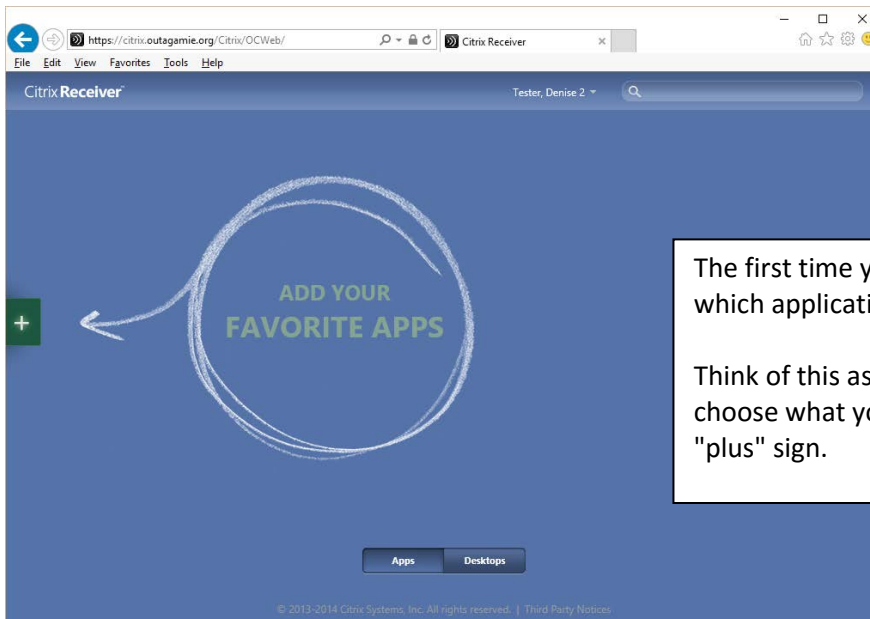 https://citrix.outagamie.org/Citrix/OCWeb/
Citrix Receiver
File Edit View Favorites Tools Help
Citrix Receiver
Tester, Denise 2
ADD YOUR
FAVORITE APPS
The first time
which
Think of this as
choose what
"plus" sign.
Apps Desktops
© 2013-2014 Citrix Systems, Inc. All rights reserved. | Third Party Notices